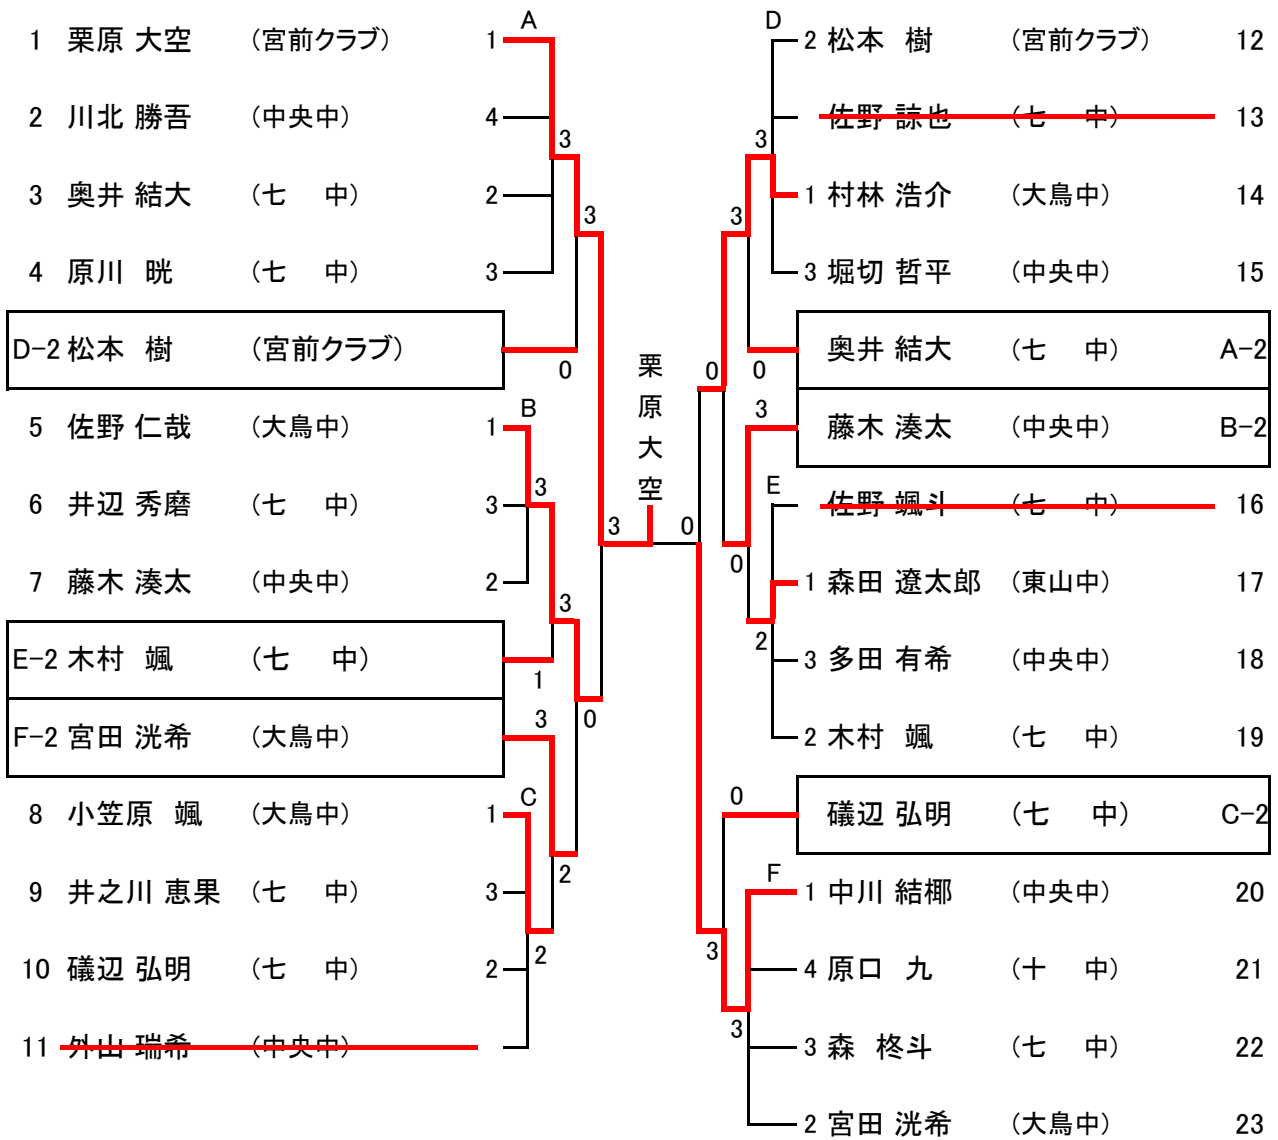 A
1 栗原 大空 (宮前クラブ) 1
2 川北 勝吾 (中央中) 4
3
3 奥井 結大 (七 中) 2
3
4 原川 晄 (七 中) 3
D-2 松本 樹 (宮前クラブ)
0
B
5 佐野 仁哉 (大鳥中) 1
3
6 井辺 秀磨 (七 中) 3
7 藤木 湊太 (中央中) 2
3
E-2 木村 颯 (七 中)
1
F-2 宮田 洸希 (大鳥中)
3
0
C
8 小笠原 颯 (大鳥中) 1
2
9 井之川 恵果 (七 中) 3
2
10 礒辺 弘明 (七 中) 2
11 外山 瑞希 (中央中)
栗原大空
3
0
D
2 松本 樹 (宮前クラブ) 12
佐野 諒也 (七 中) 13
3
1 村林 浩介 (大鳥中) 14
3
3 堀切 哲平 (中央中) 15
奥井 結大 (七 中) A-2
0
0
3
藤木 湊太 (中央中) B-2
E
佐野 颯斗 (七 中) 16
0
1 森田 遼太郎 (東山中) 17
2
3 多田 有希 (中央中) 18
2 木村 颯 (七 中) 19
0
礒辺 弘明 (七 中) C-2
F
1 中川 結椰 (中央中) 20
3
4 原口 九 (十 中) 21
3
3 森 柊斗 (七 中) 22
2 宮田 洸希 (大鳥中) 23